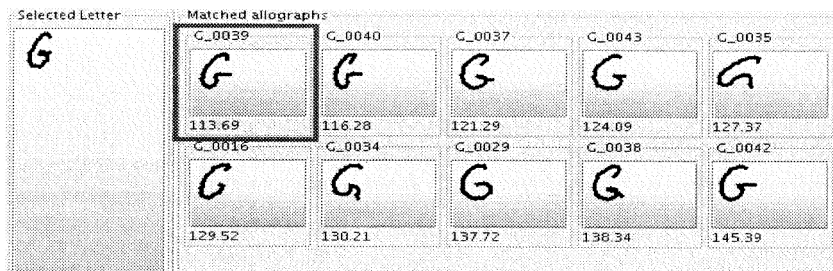 Selected Letter Matched allographs
G G_0039 G_0040 G_0037 G_0043 G_0035
G G G G G
113.69 116.28 121.29 124.09 127.37
G_0016 G_0034 G_0029 G_0038 G_0042
G G G G G
129.52 130.21 137.72 138.34 145.39